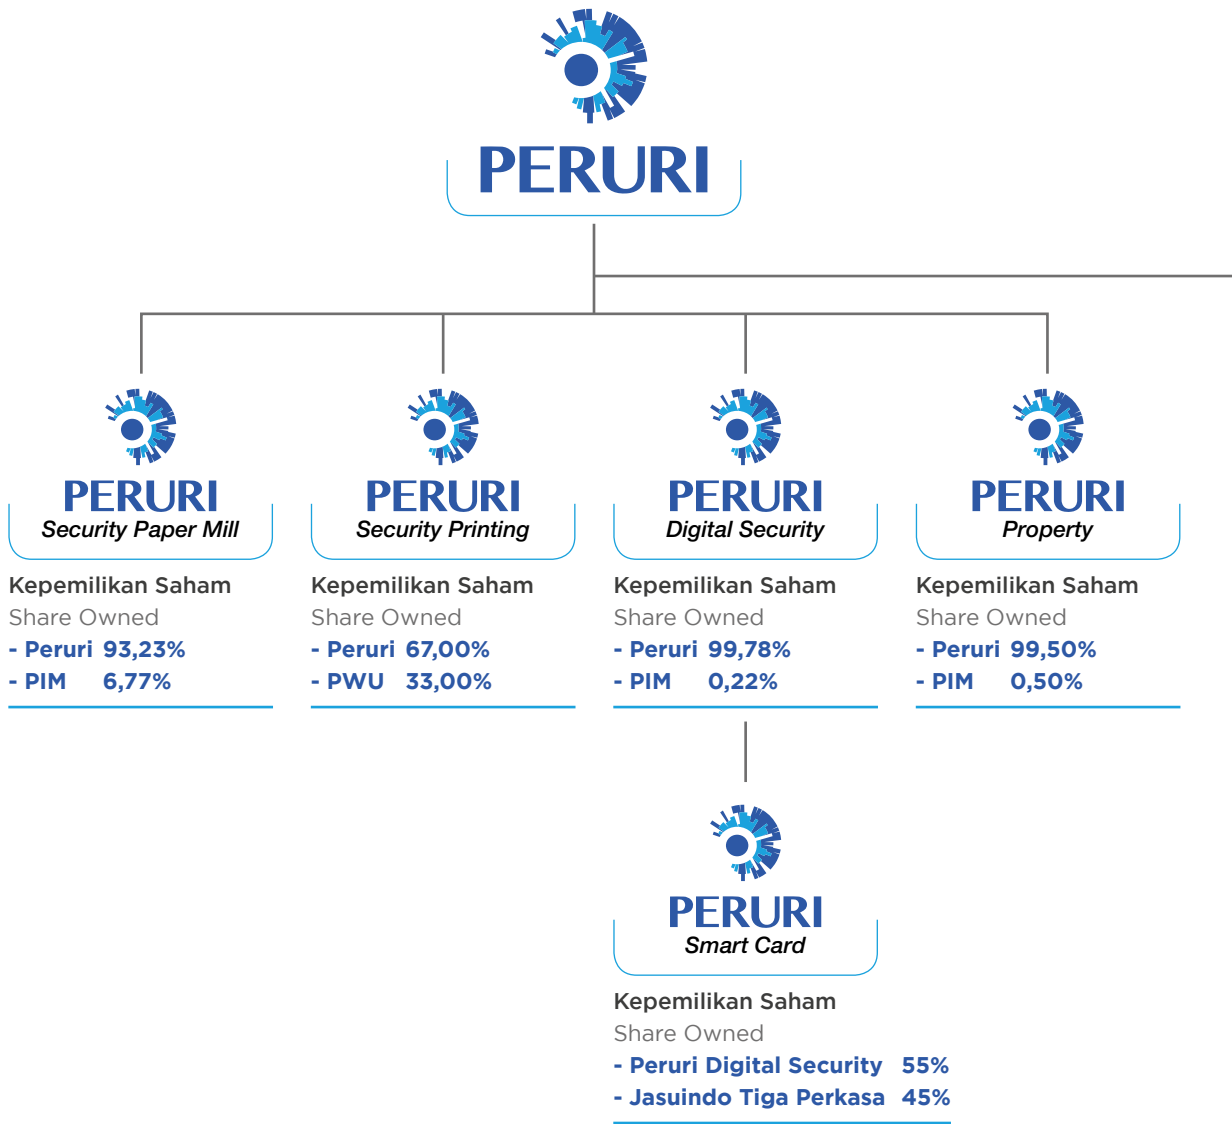 PERURI
PERURI
Security Paper Mill
Kepemilikan Saham
Share Owned
- Peruri 93,23%
- PIM 6,77%
PERURI
Security Printing
Kepemilikan Saham
Share Owned
- Peruri 67,00%
- PWU 33,00%
PERURI
Digital Security
Kepemilikan Saham
Share Owned
- Peruri 99,78%
- PIM 0,22%
PERURI
Property
Kepemilikan Saham
Share Owned
- Peruri 99,50%
- PIM 0,50%
PERURI
Smart Card
Kepemilikan Saham
Share Owned
- Peruri Digital Security 55%
- Jasuindo Tiga Perkasa 45%